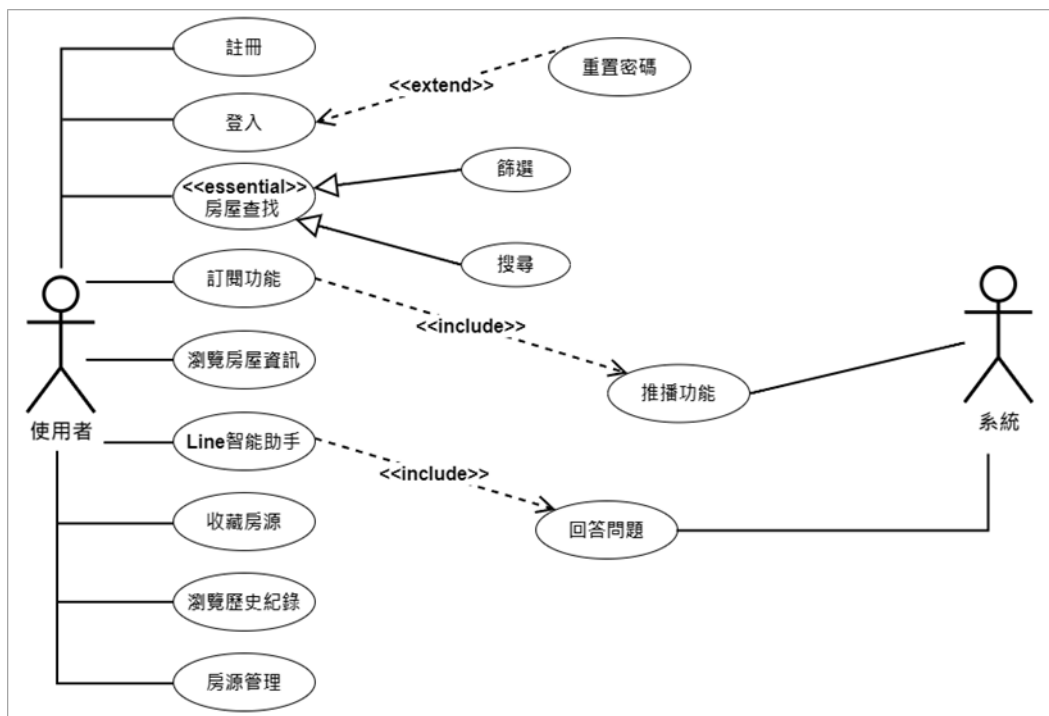 註冊
重置密碼
<<extend>>
登入
篩選
<<essential>>
房屋查找
搜尋
訂閱功能
<<include>>
瀏覽房屋資訊
推播功能
使用者
系統
Line智能助手
<<include>>
收藏房源
回答問題
瀏覽歷史紀錄
房源管理